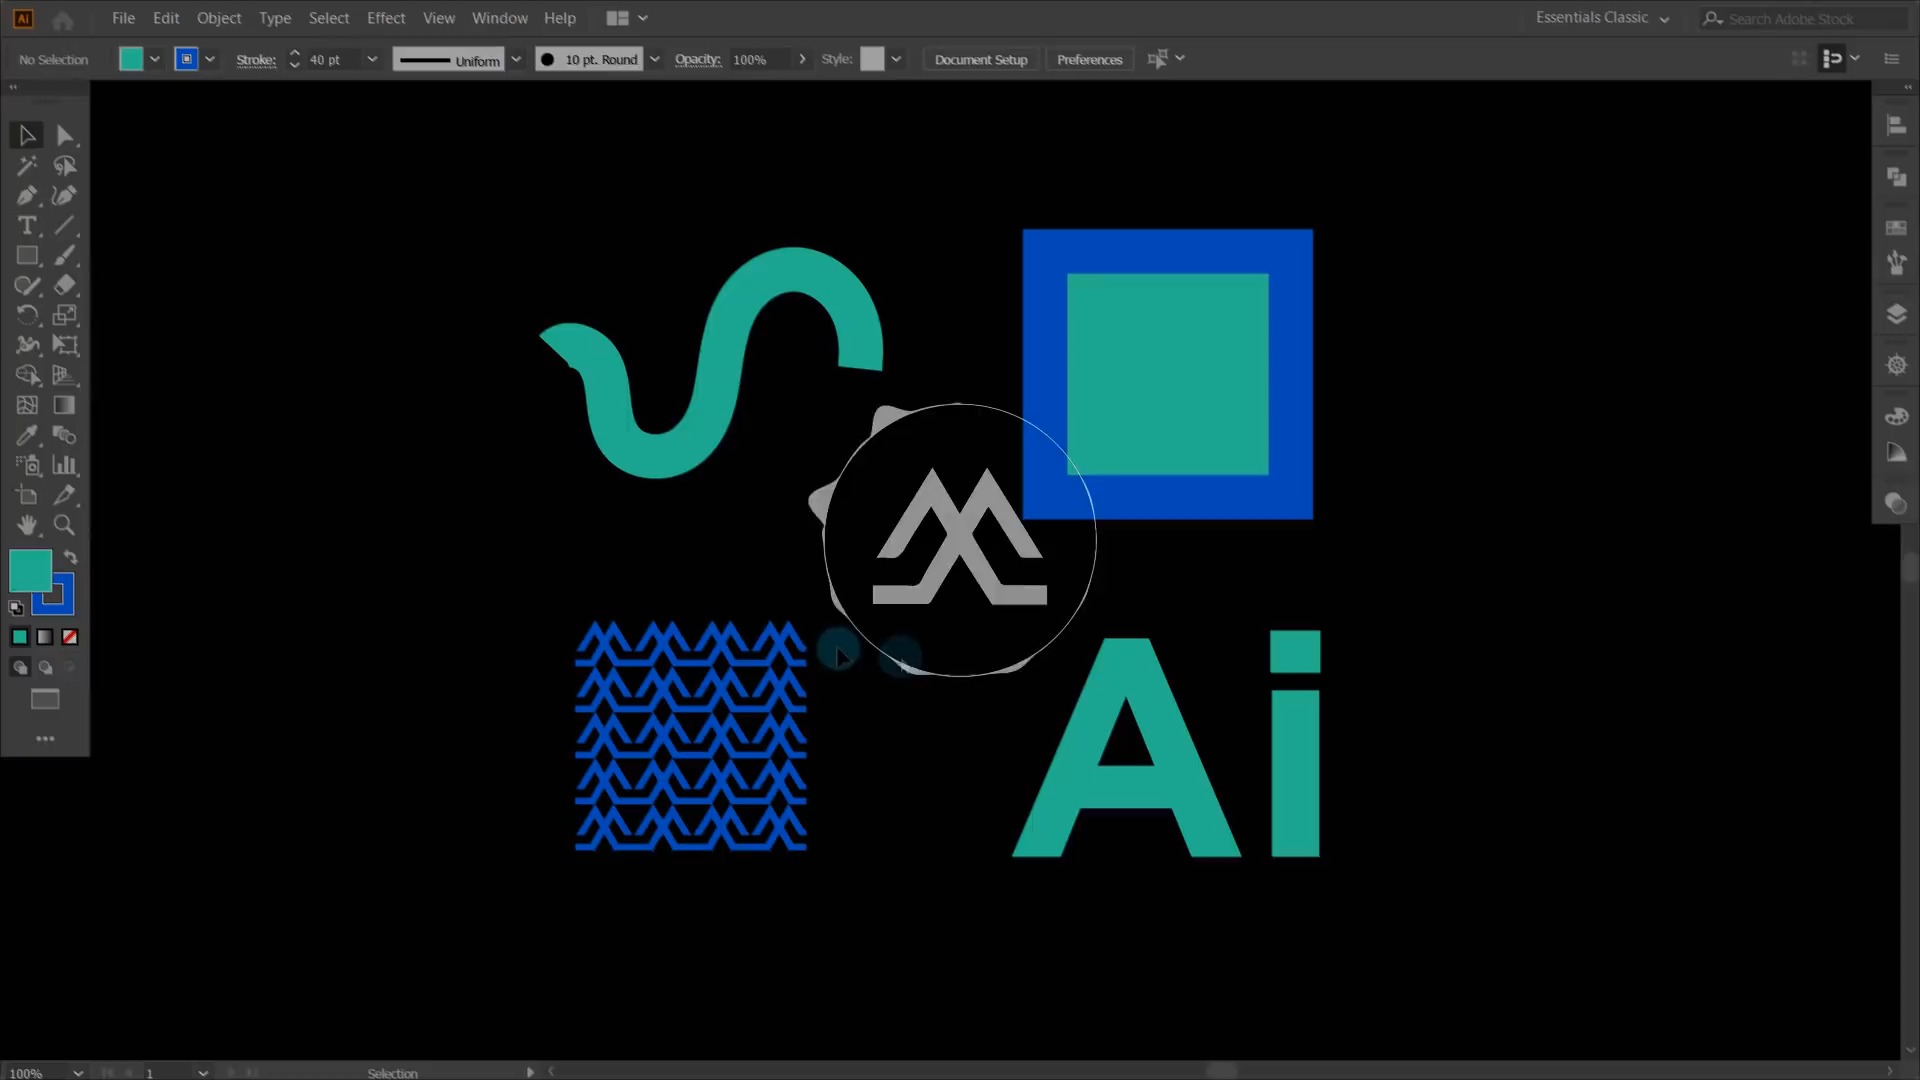 Ai File Edit Object Type Select Effect View Window Help Essentials Classic Search Adobe Stock
No Selection Stroke: 40 pt Uniform 10 pt. Round Opacity: 100% Style: Document Setup Preferences
T
Ai
100% 1 Selection